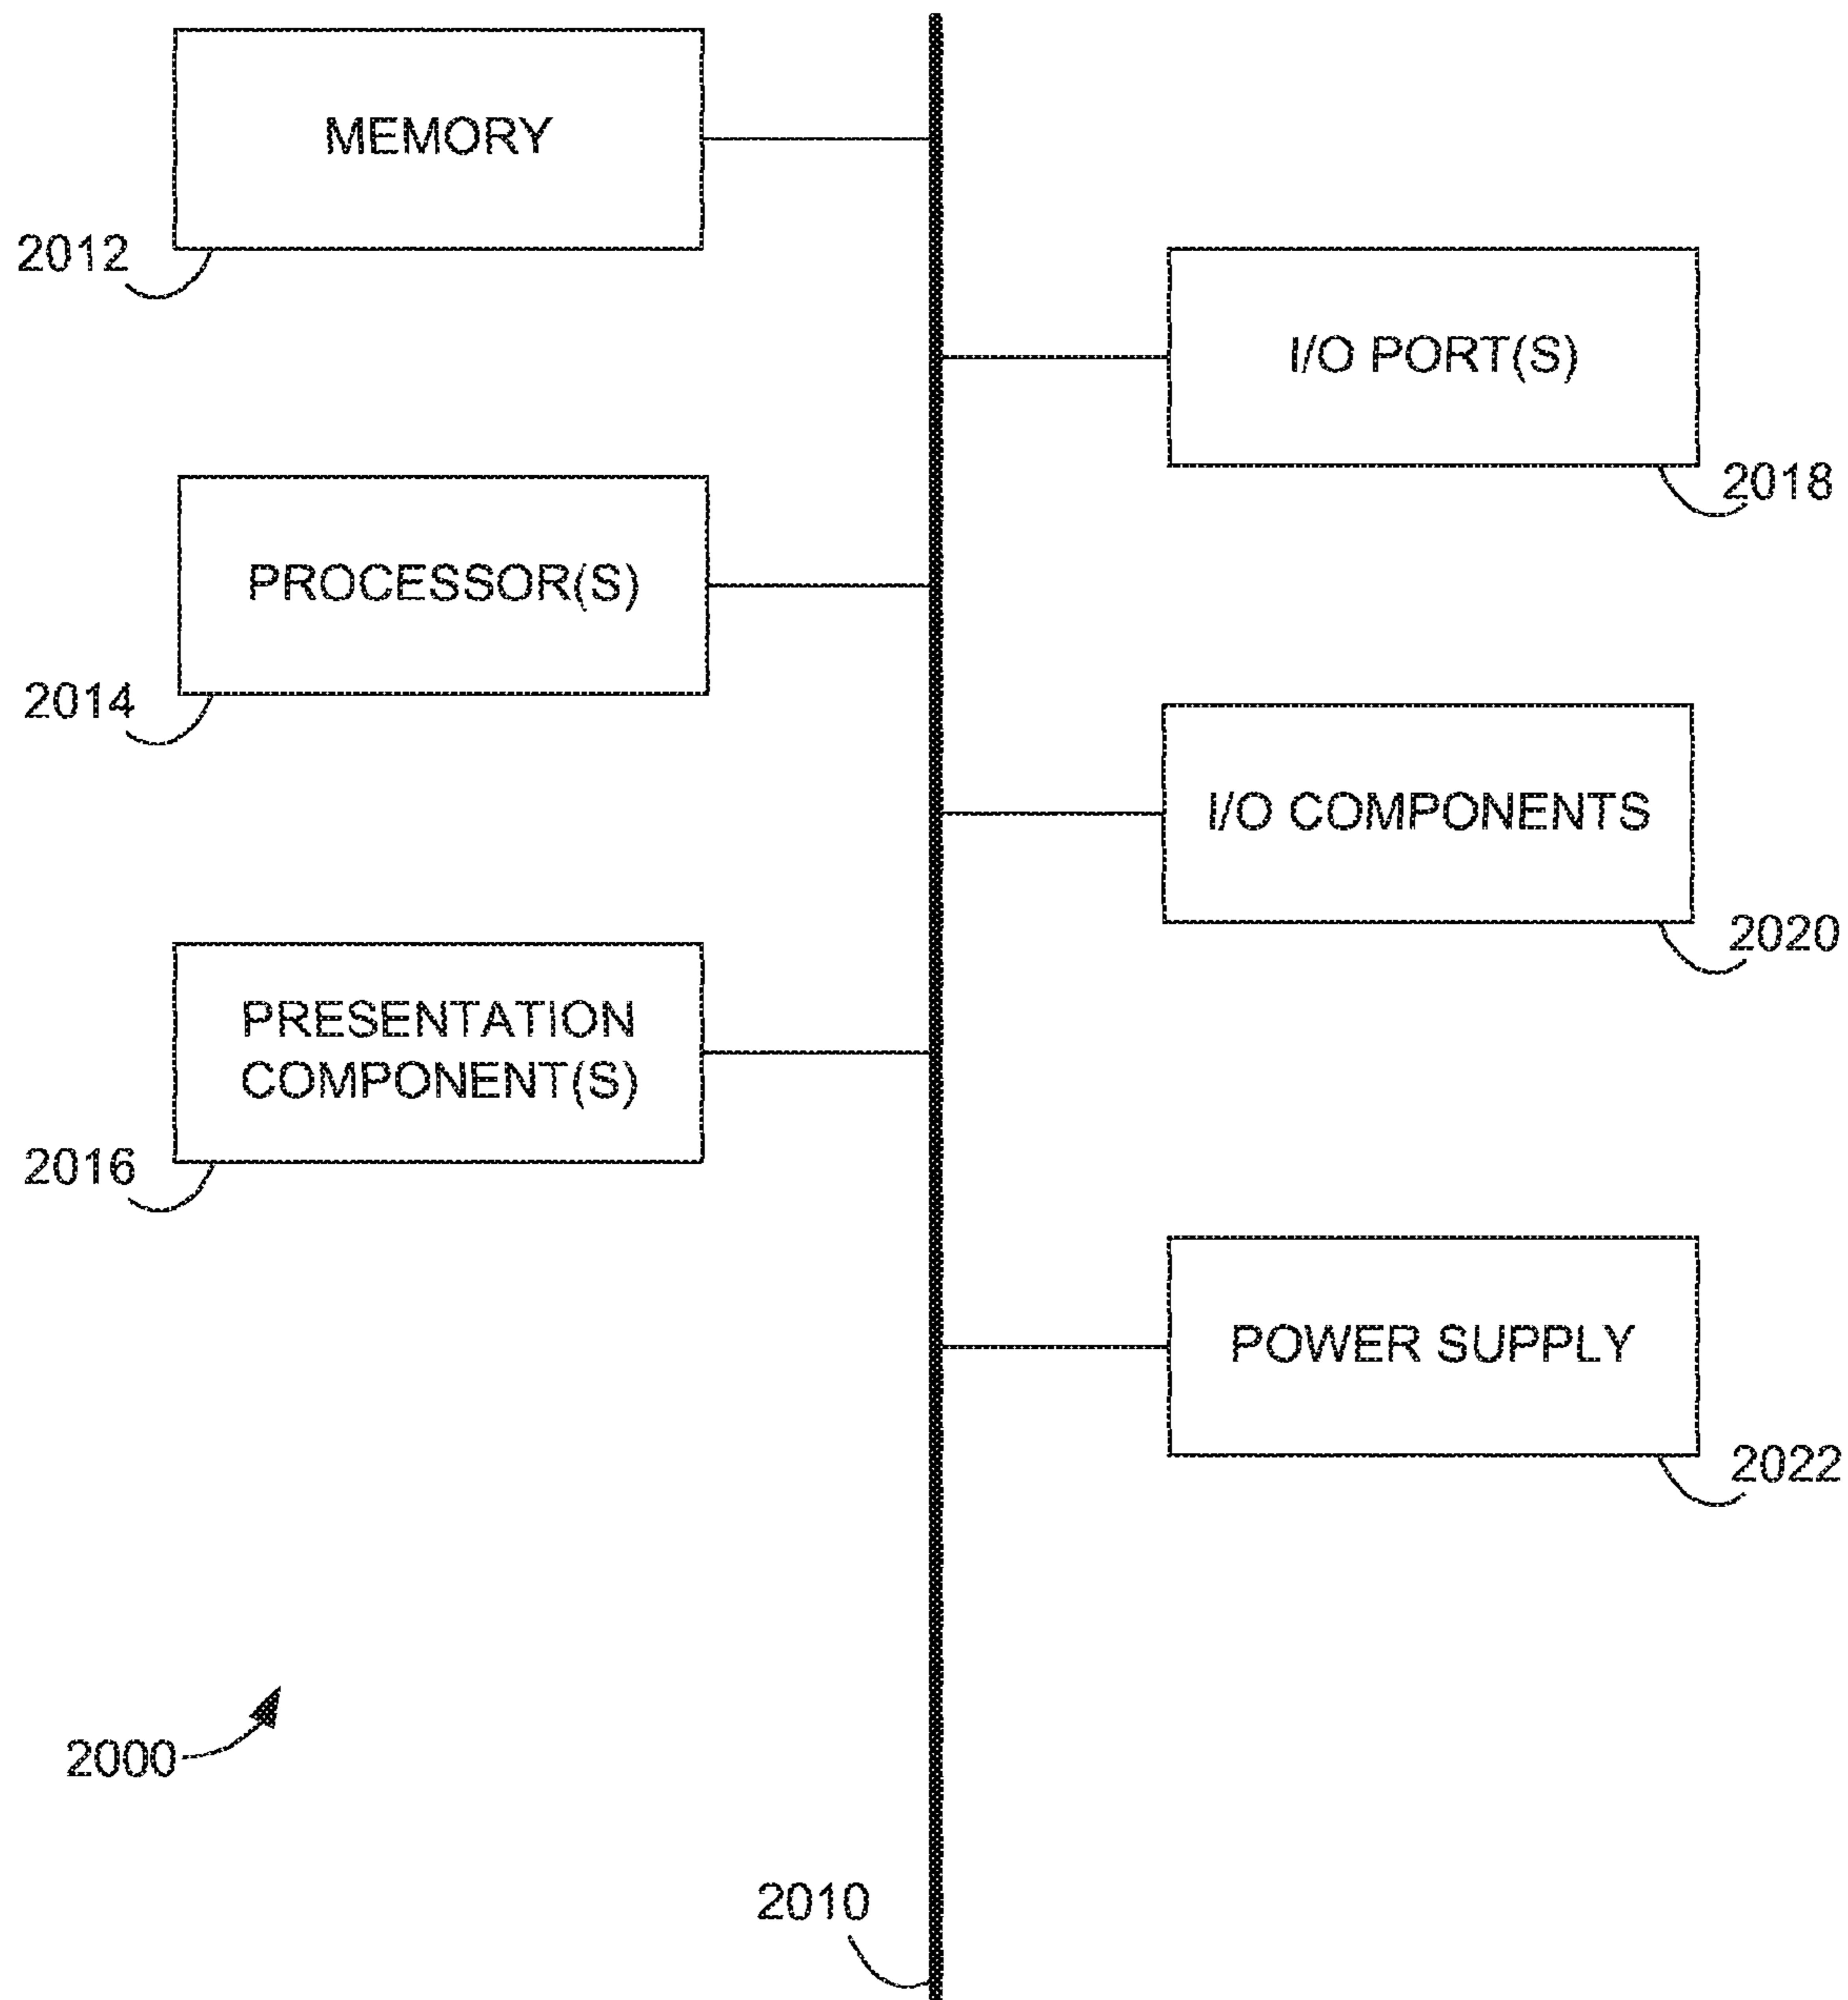 MEMORY
2012
I/O PORT(S)
2018
PROCESSOR(S)
2014
I/O COMPONENTS
2020
PRESENTATION
COMPONENT(S)
2016
POWER SUPPLY
2022
2000
2010